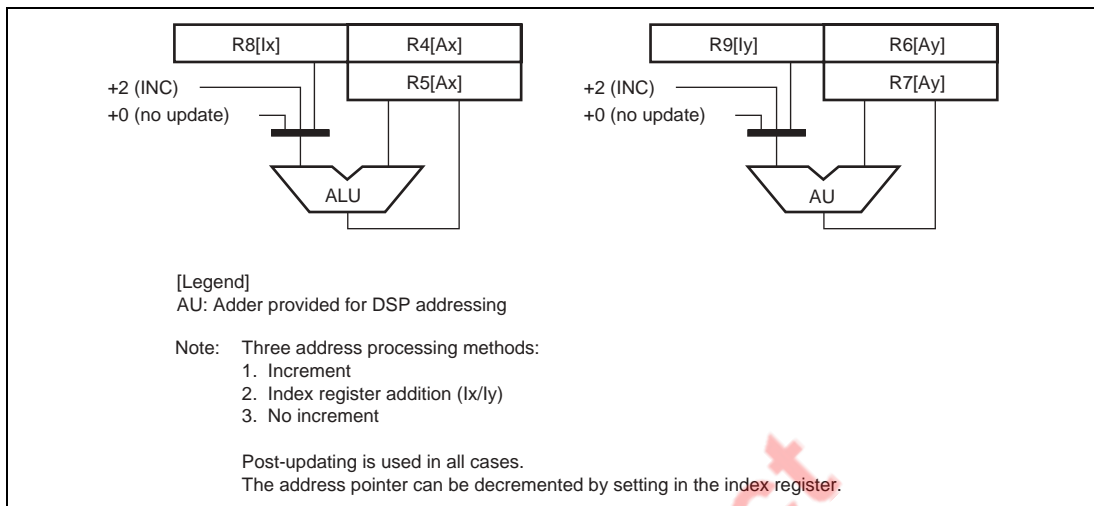 R8[Ix] R4[Ax]
R5[Ax]
+2 (INC)
+0 (no update)
ALU
R9[Iy] R6[Ay]
R7[Ay]
+2 (INC)
+0 (no update)
AU
[Legend]
AU: Adder provided for DSP addressing
Note: Three address processing methods:
1. Increment
2. Index register addition (Ix/Iy)
3. No increment
Post-updating is used in all cases.
The address pointer can be decremented by setting in the index register.